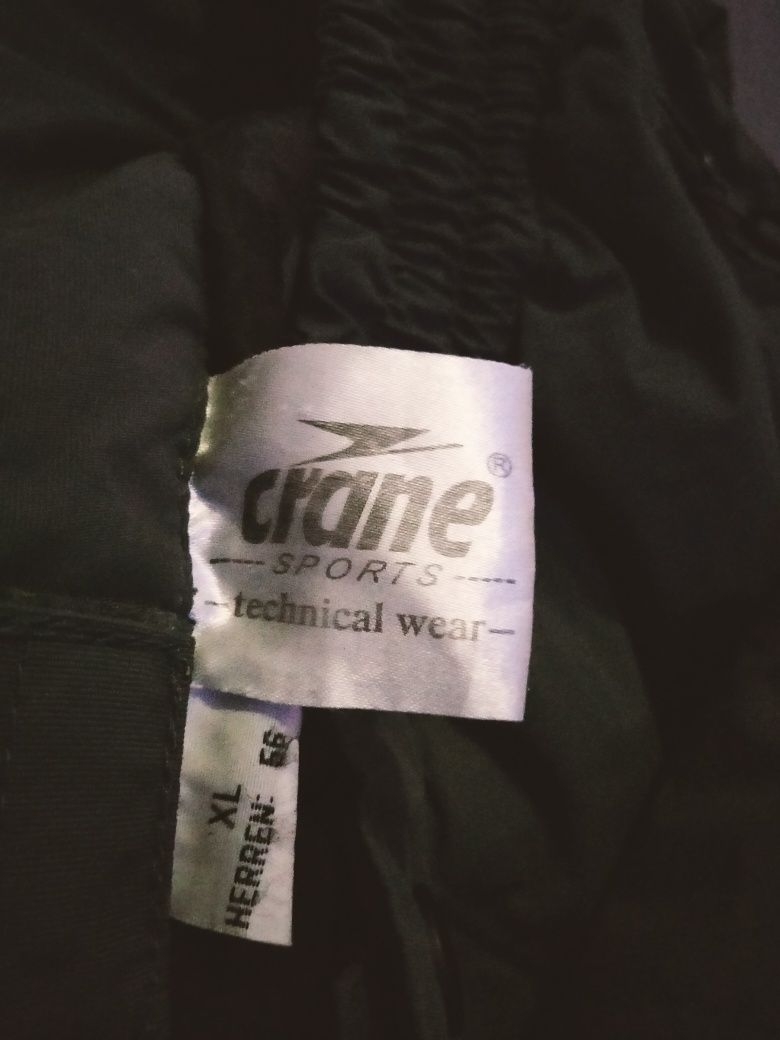 crane®
SPORTS
-technical wear-
XL
HERREN: 56